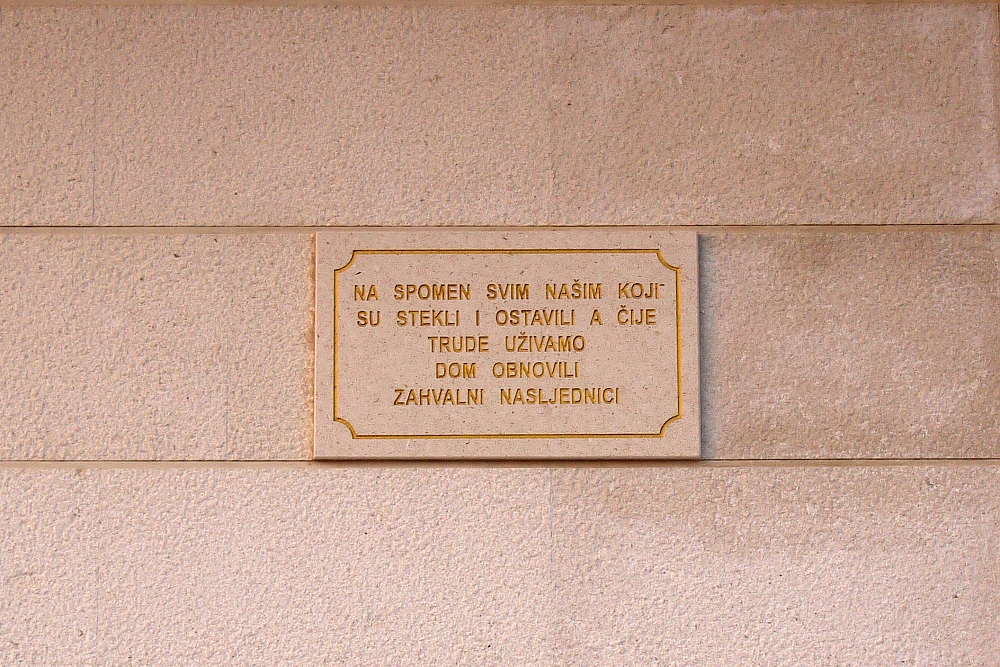 NA SPOMEN SVIM NAŠIM KOJI
SU STEKLI I OSTAVILI A ČIJE
TRUDE UŽIVAMO
DOM OBNOVILI
ZAHVALNI NASLJEDNICI